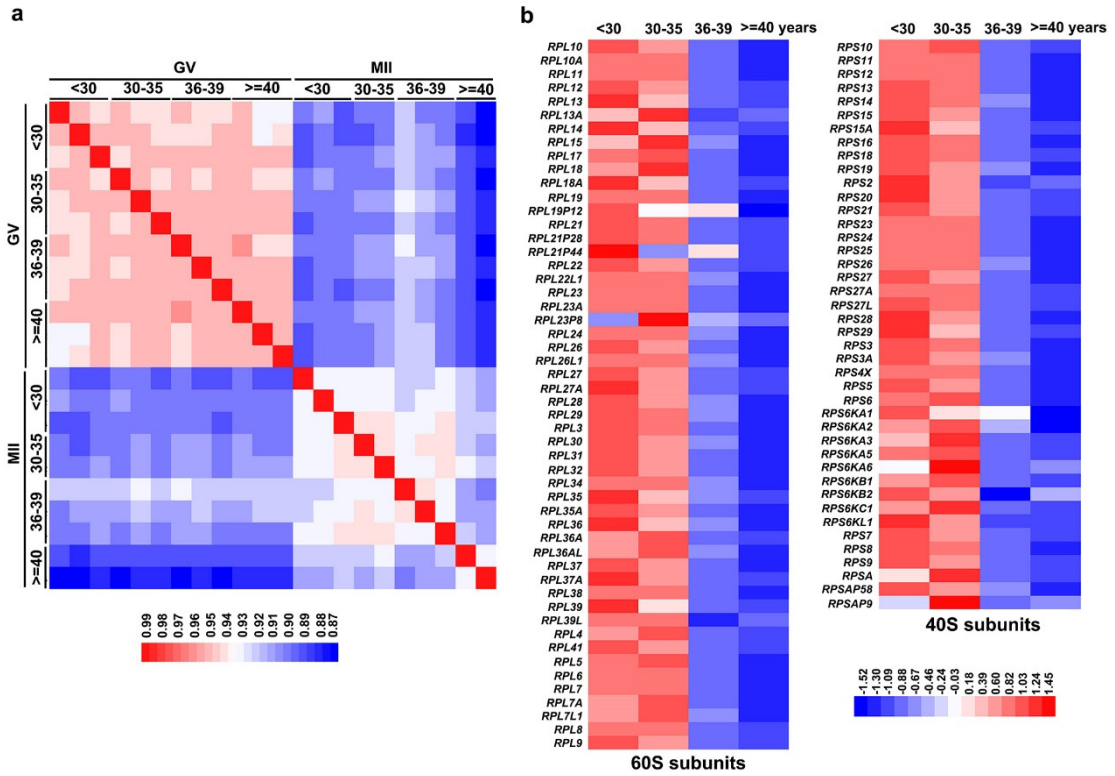 a
GV
MII
<30
30-35
36-39
>=40
<30
30-35
36-39
>=40
GV
<30
30-35
36-39
>=40
MII
<30
30-35
36-39
>=40
0.99
0.98
0.97
0.96
0.95
0.94
0.93
0.92
0.91
0.90
0.89
0.88
0.87
b
<30 30-35 36-39 >=40 years
RPL10
RPL10A
RPL11
RPL12
RPL13
RPL13A
RPL14
RPL15
RPL17
RPL18
RPL18A
RPL19
RPL19P12
RPL21
RPL21P28
RPL21P44
RPL22
RPL22L1
RPL23
RPL23A
RPL23P8
RPL24
RPL26
RPL26L1
RPL27
RPL27A
RPL28
RPL29
RPL3
RPL30
RPL31
RPL32
RPL34
RPL35
RPL35A
RPL36
RPL36A
RPL36AL
RPL37
RPL37A
RPL38
RPL39
RPL39L
RPL4
RPL41
RPL5
RPL6
RPL7
RPL7A
RPL7L1
RPL8
RPL9
60S subunits
<30 30-35 36-39 >=40 years
RPS10
RPS11
RPS12
RPS13
RPS14
RPS15
RPS15A
RPS16
RPS18
RPS19
RPS2
RPS20
RPS21
RPS23
RPS24
RPS25
RPS26
RPS27
RPS27A
RPS27L
RPS28
RPS29
RPS3
RPS3A
RPS4X
RPS5
RPS6
RPS6KA1
RPS6KA2
RPS6KA3
RPS6KA5
RPS6KA6
RPS6KB1
RPS6KB2
RPS6KC1
RPS6KL1
RPS7
RPS8
RPS9
RPSA
RPSAP58
RPSAP9
40S subunits
-1.52
-1.30
-1.09
-0.88
-0.67
-0.46
-0.24
-0.03
0.18
0.39
0.60
0.82
1.03
1.24
1.45